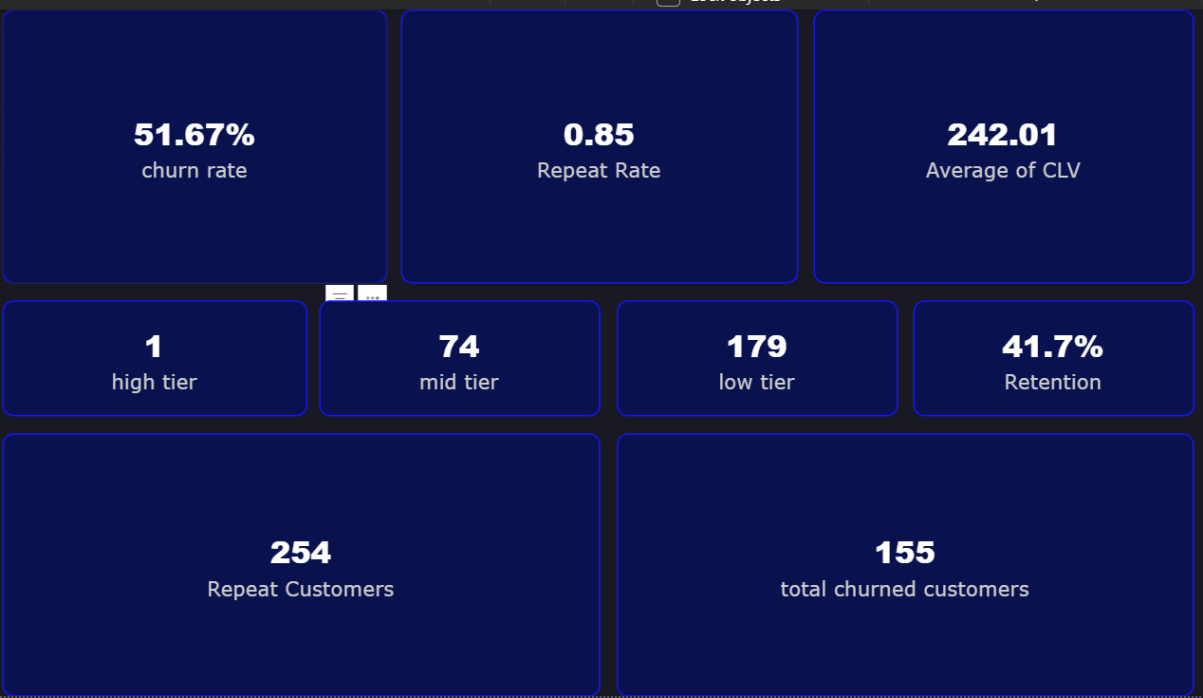 51.67%
churn rate
0.85
Repeat Rate
242.01
Average of CLV
1
high tier
74
mid tier
179
low tier
41.7%
Retention
254
Repeat Customers
155
total churned customers